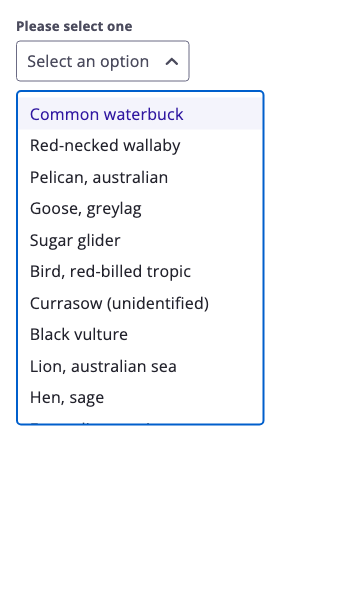 Please select one
Select an option
Common waterbuck
Red-necked wallaby
Pelican, australian
Goose, greylag
Sugar glider
Bird, red-billed tropic
Currasow (unidentified)
Black vulture
Lion, australian sea
Hen, sage